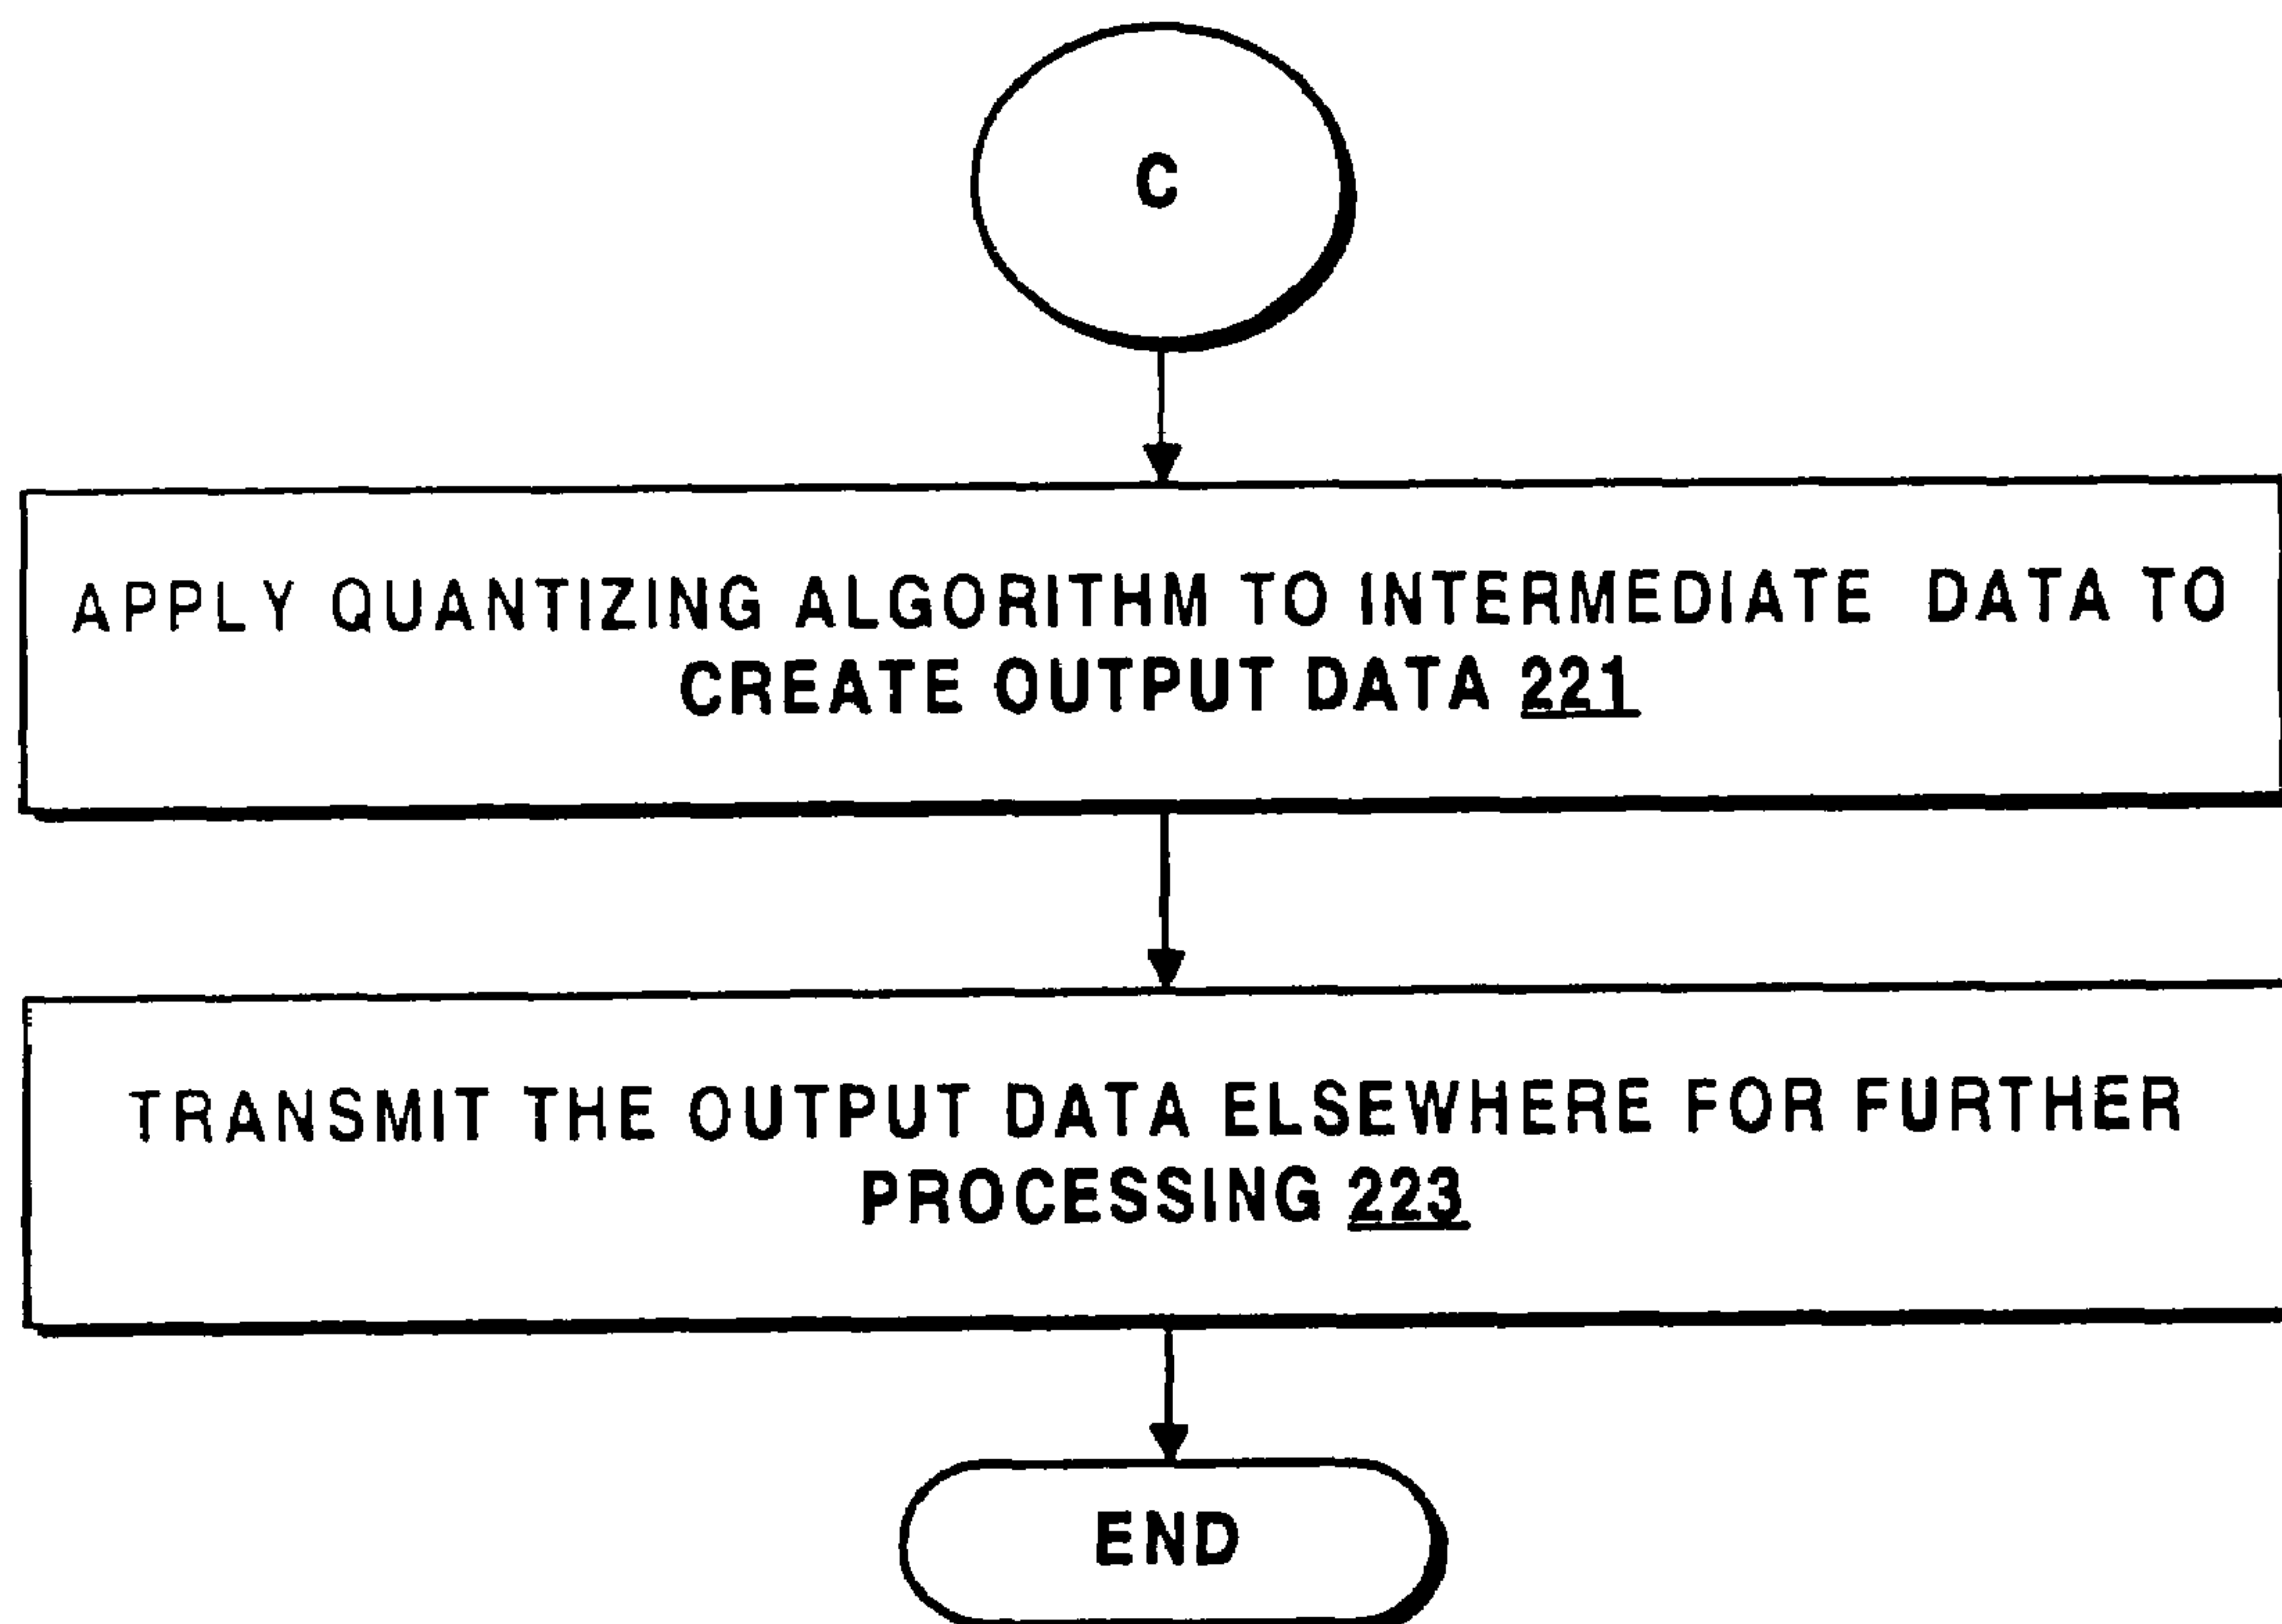 C
APPLY QUANTIZING ALGORITHM TO INTERMEDIATE DATA TO
CREATE OUTPUT DATA 221
TRANSMIT THE OUTPUT DATA ELSEWHERE FOR FURTHER
PROCESSING 223
END